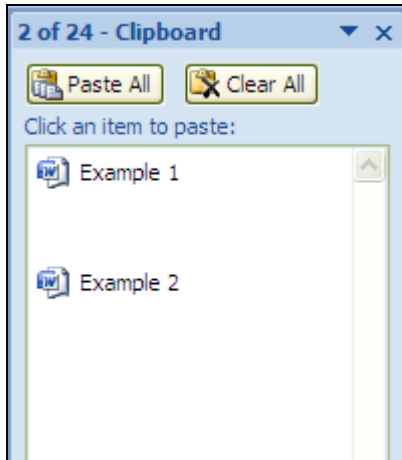 2 of 24 - Clipboard
Paste All Clear All
Click an item to paste:
Example 1
Example 2